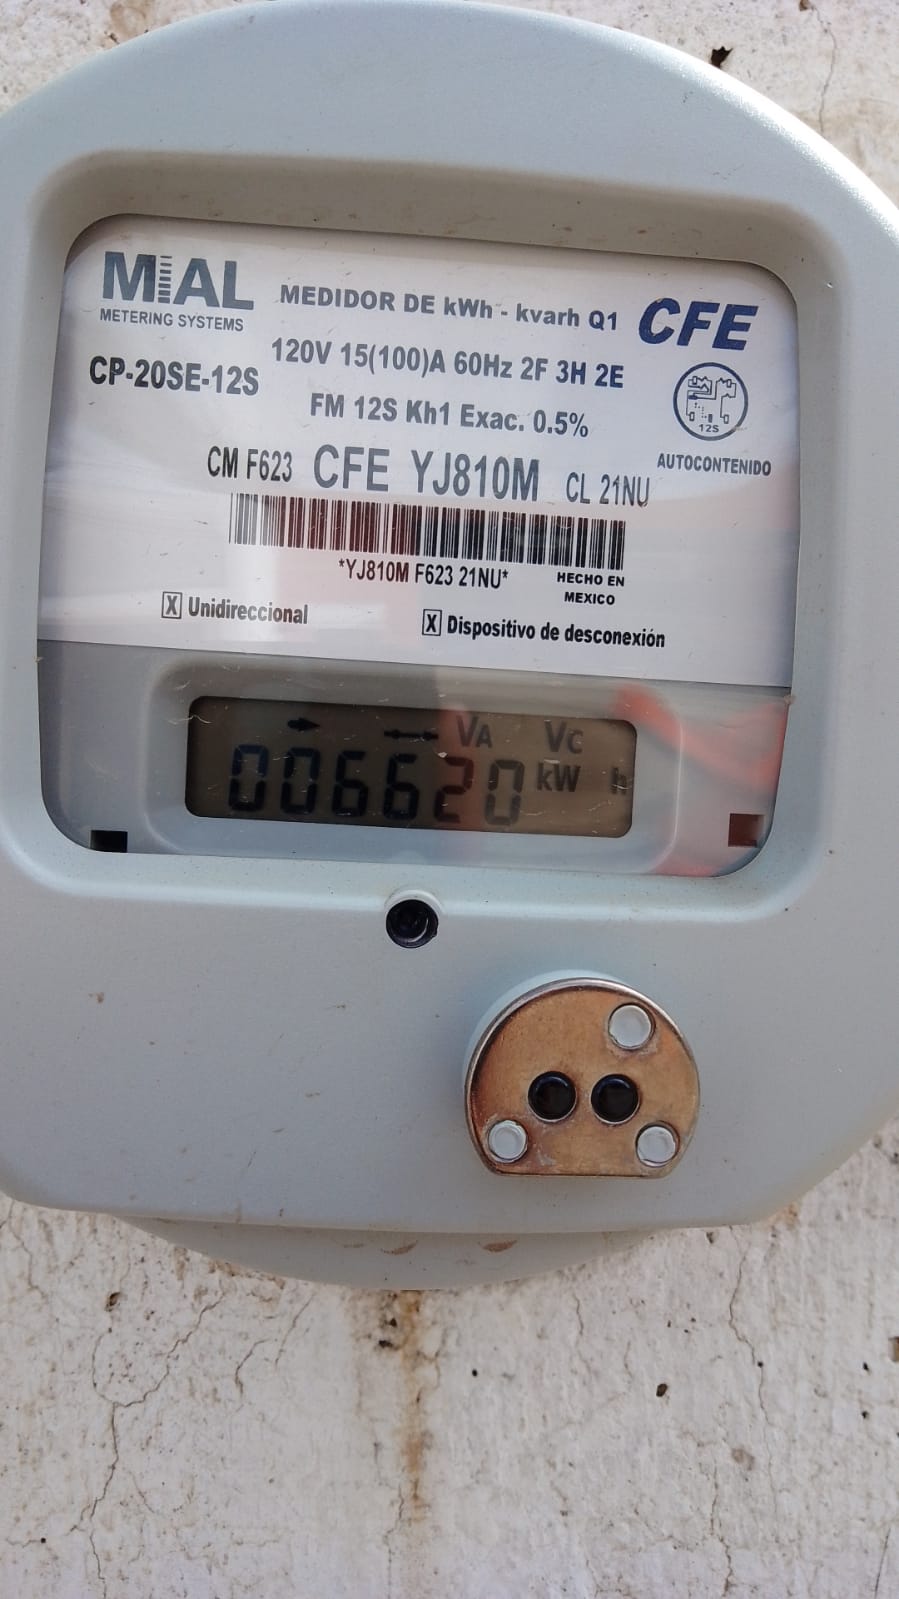 MIAL
METERING SYSTEMS
MEDIDOR DE kWh - kvarh Q1
CFE
CP-20SE-12S
120V 15(100)A 60Hz 2F 3H 2E
FM 12S Kh1 Exac. 0.5%
12S
AUTOCONTENIDO
CM F623 CFE YJ810M CL 21NU
*YJ810M F623 21NU*
HECHO EN
MEXICO
X Unidireccional
X Dispositivo de desconexión
VA VC
006620 kW h